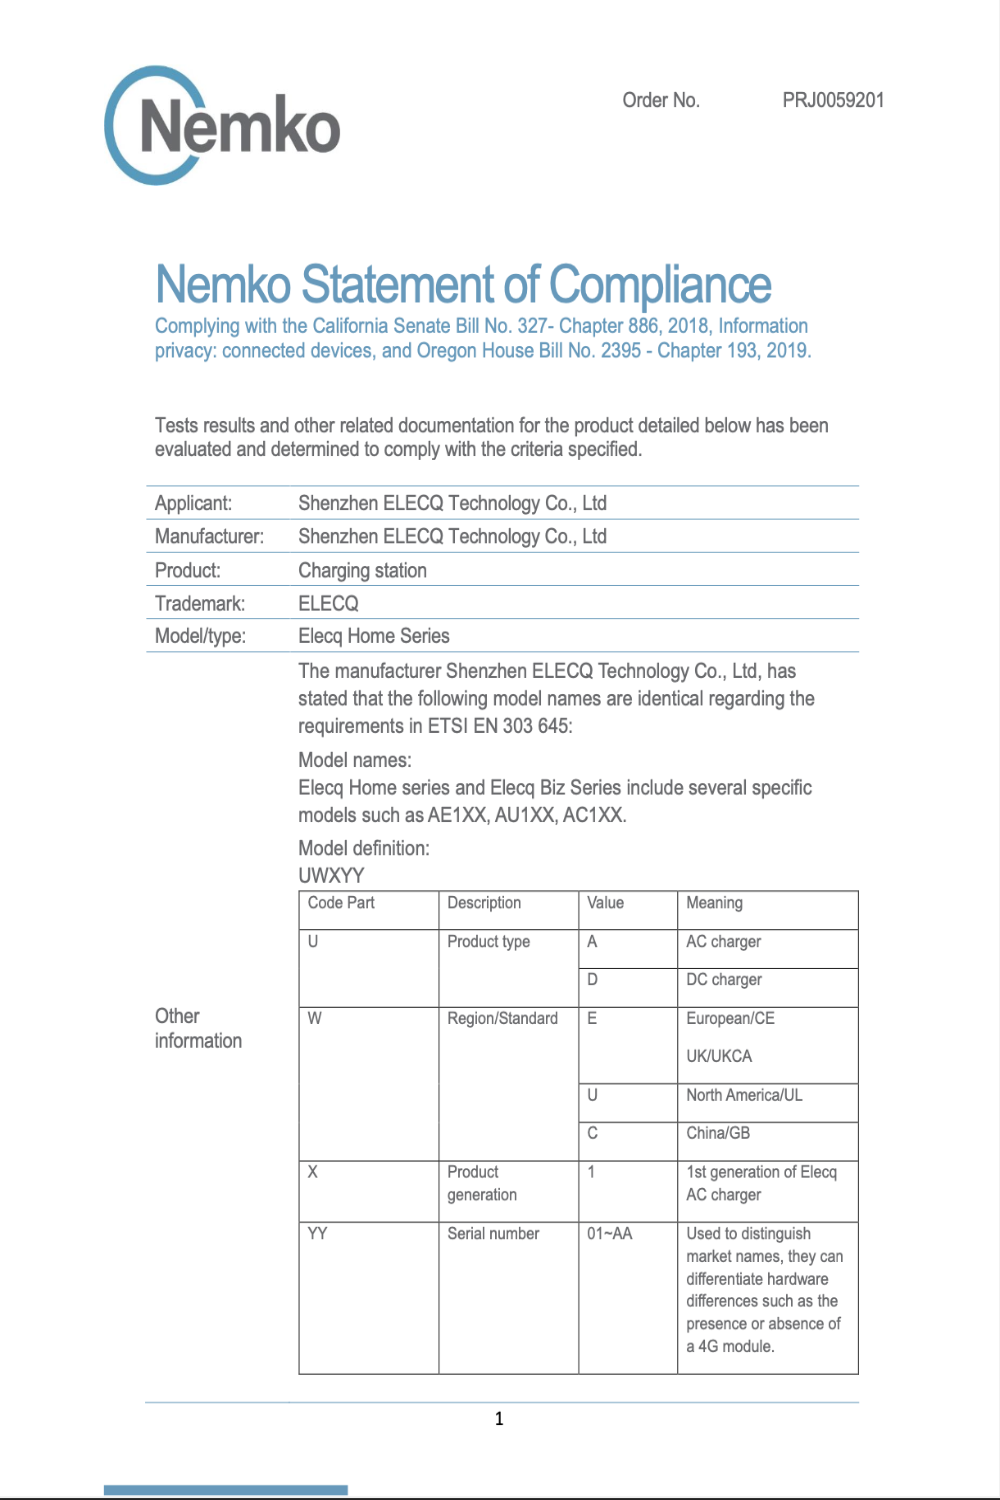 Nemko
Order No. PRJ0059201
Nemko Statement of Compliance
Complying with the California Senate Bill No. 327- Chapter 886, 2018, Information
privacy: connected devices, and Oregon House Bill No. 2395 - Chapter 193, 2019.
Tests results and other related documentation for the product detailed below has been
evaluated and determined to comply with the criteria specified.
Applicant: Shenzhen ELECQ Technology Co., Ltd
Manufacturer: Shenzhen ELECQ Technology Co., Ltd
Product: Charging station
Trademark: ELECQ
Model/type: Elecq Home Series
Other
information
The manufacturer Shenzhen ELECQ Technology Co., Ltd, has
stated that the following model names are identical regarding the
requirements in ETSI EN 303 645:
Model names:
Elecq Home series and Elecq Biz Series include several specific
models such as AE1XX, AU1XX, AC1XX.
Model definition:
UWXYY
Code Part Description Value Meaning
U Product type A AC charger
D DC charger
W Region/Standard E European/CE
UK/UKCA
U North America/UL
C China/GB
X Product 1 1st generation of Elecq
generation AC charger
YY Serial number 01~AA Used to distinguish
market names, they can
differentiate hardware
differences such as the
presence or absence of
a 4G module.
1